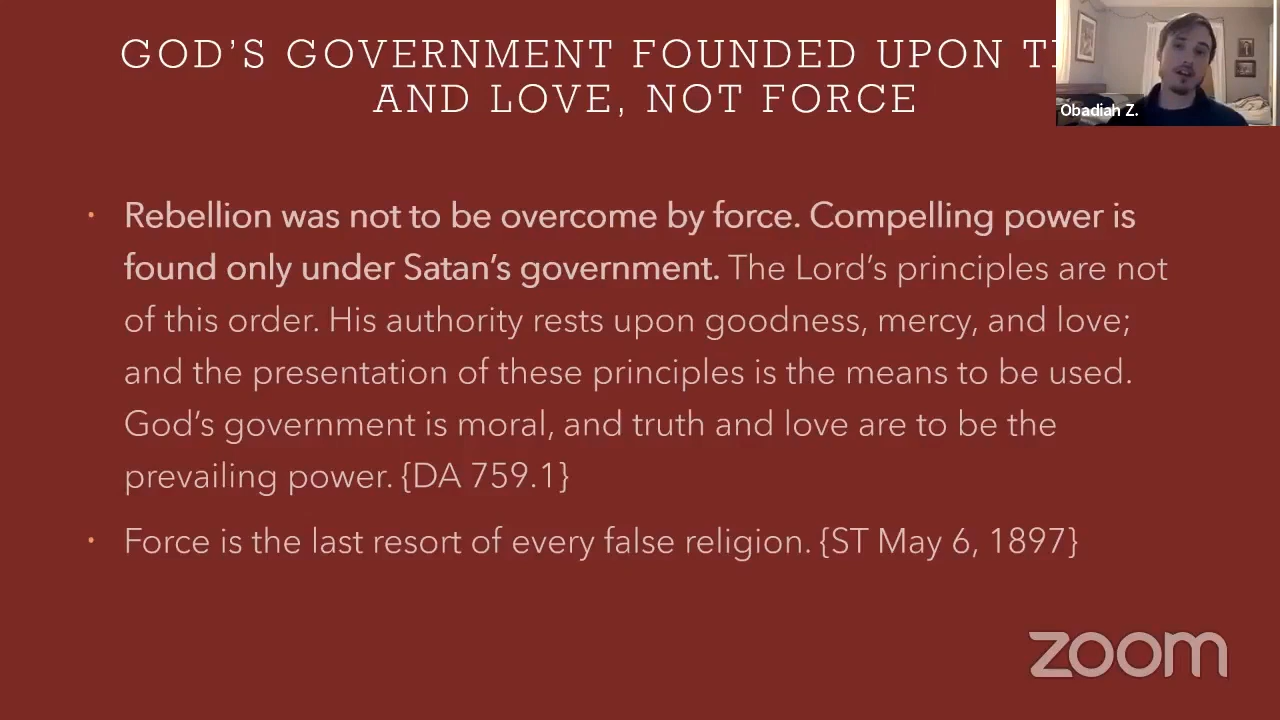 GOD'S GOVERNMENT FOUNDED UPON
AND LOVE, NOT FORCE
Obadiah Z.
• Rebellion was not to be overcome by force. Compelling power is
found only under Satan's government. The Lord's principles are not
of this order. His authority rests upon goodness, mercy, and love;
and the presentation of these principles is the means to be used.
God's government is moral, and truth and love are to be the
prevailing power. {DA 759.1}
• Force is the last resort of every false religion. {ST May 6, 1897}
zoom